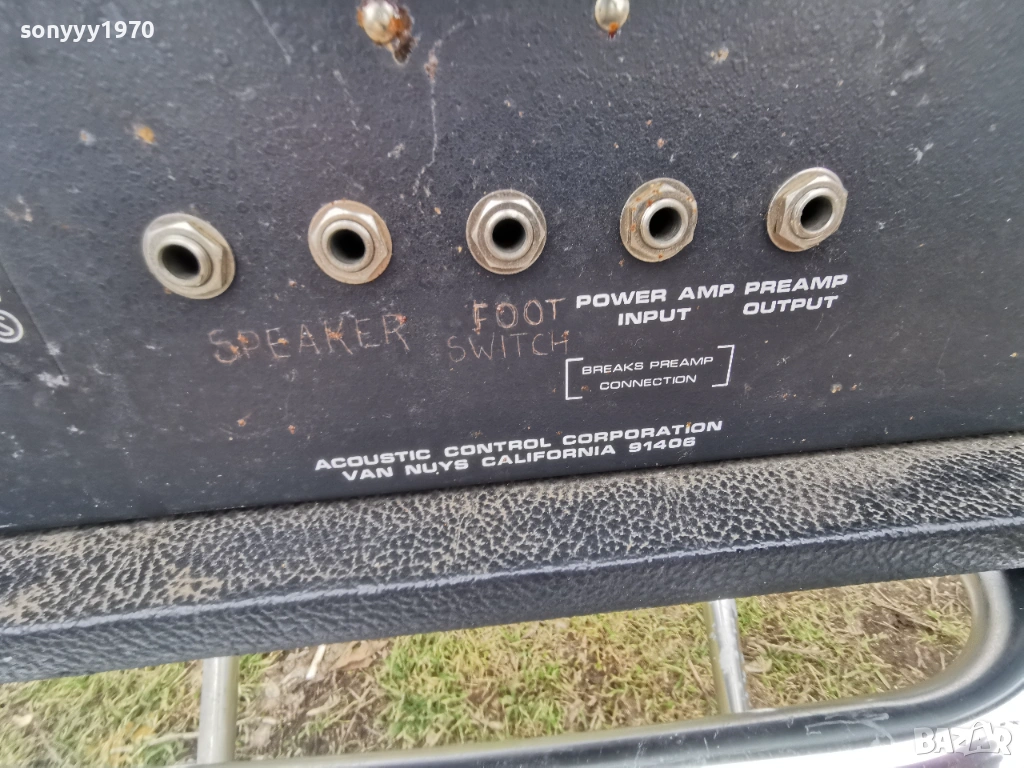 sonyyy1970
SPEAKER
FOOT
SWITCH
POWER AMP
INPUT
PREAMP
OUTPUT
BREAKS PREAMP
CONNECTION
ACOUSTIC CONTROL CORPORATION
VAN NUYS CALIFORNIA 91406
S
BAZAR